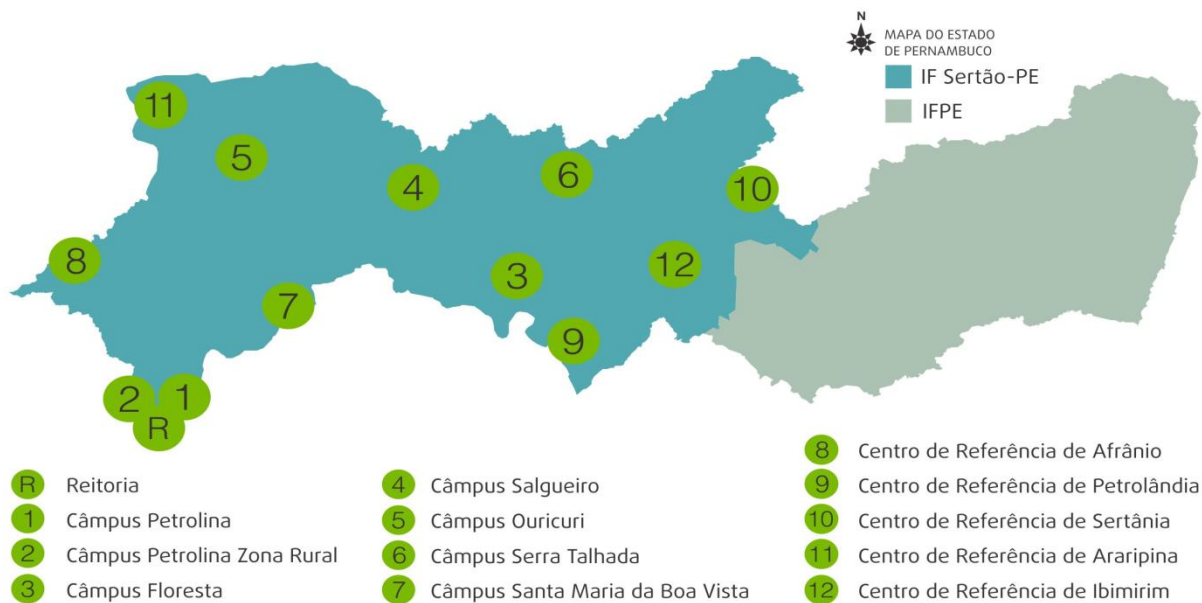 N
MAPA DO ESTADO
DE PERNAMBUCO
IF Sertão-PE
IFPE
11
5
4
6
10
8
3
12
7
9
2
1
R
R Reitoria
1 Câmpus Petrolina
2 Câmpus Petrolina Zona Rural
3 Câmpus Floresta
4 Câmpus Salgueiro
5 Câmpus Ouricuri
6 Câmpus Serra Talhada
7 Câmpus Santa Maria da Boa Vista
8 Centro de Referência de Afrânio
9 Centro de Referência de Petrolândia
10 Centro de Referência de Sertânia
11 Centro de Referência de Araripina
12 Centro de Referência de Ibimirim